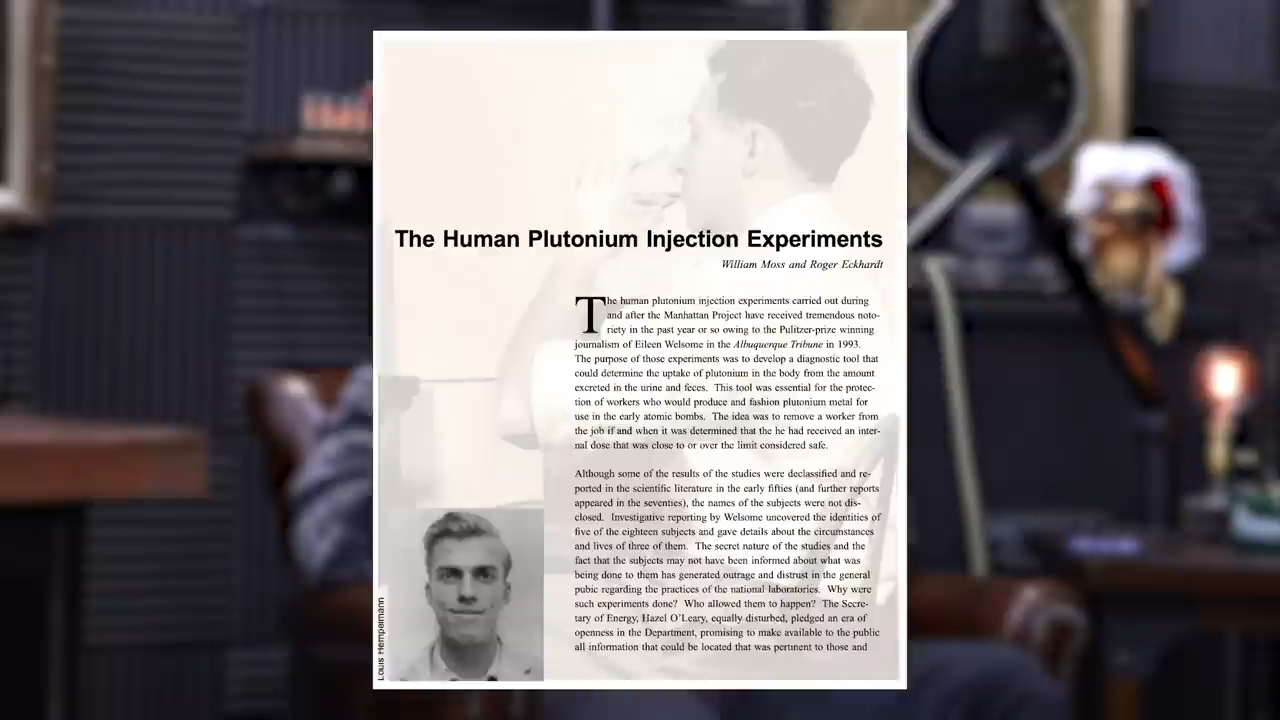 The Human Plutonium Injection Experiments
William Moss and Roger Eckhardt
The human plutonium injection experiments carried out during
and after the Manhattan Project have received tremendous noto-
riety in the past year or so owing to the Pulitzer-prize winning
journalism of Eileen Welsome in the Albuquerque Tribune in 1993.
The purpose of those experiments was to develop a diagnostic tool that
could determine the uptake of plutonium in the body from the amount
excreted in the urine and feces. This tool was essential for the protec-
tion of workers who would produce and fashion plutonium metal for
use in the early atomic bombs. The idea was to remove a worker from
the job if and when it was determined that the he had received an inter-
nal dose that was close to or over the limit considered safe.
Although some of the results of the studies were declassified and re-
ported in the scientific literature in the early fifties (and further reports
appeared in the seventies), the names of the subjects were not dis-
closed. Investigative reporting by Welsome uncovered the identities of
five of the eighteen subjects and gave details about the circumstances
and lives of three of them. The secret nature of the studies and the
fact that the subjects may not have been informed about what was
being done to them has generated outrage and distrust in the general
pubic regarding the practices of the national laboratories. Why were
such experiments done? Who allowed them to happen? The Secre-
tary of Energy, Hazel O'Leary, equally disturbed, pledged an era of
openness in the Department, promising to make available to the public
all information that could be located that was pertinent to those and
Louis Hempelmann